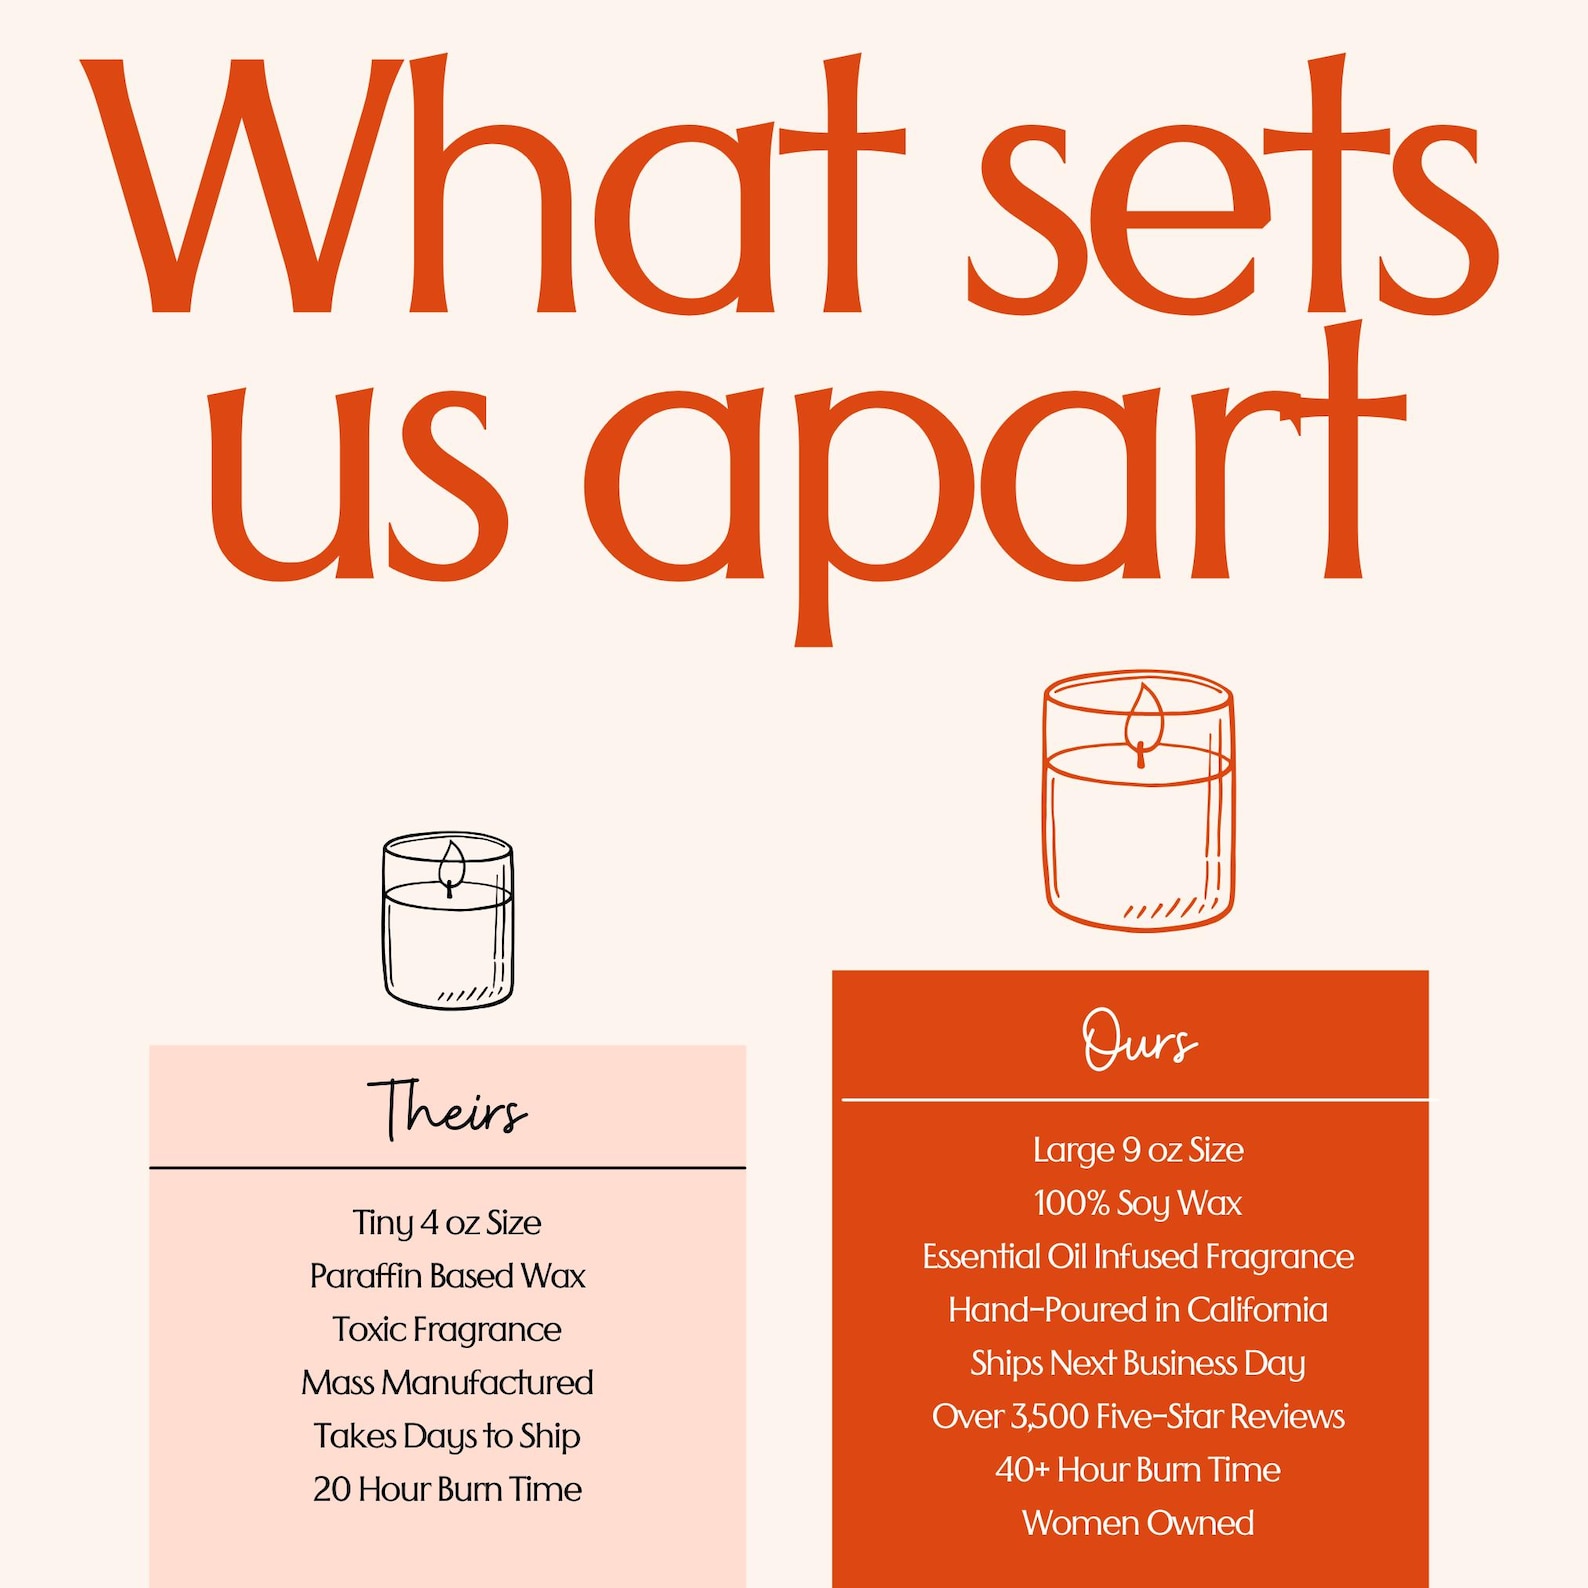 What sets
us apart
Theirs
Tiny 4 oz Size
Paraffin Based Wax
Toxic Fragrance
Mass Manufactured
Takes Days to Ship
20 Hour Burn Time
Ours
Large 9 oz Size
100% Soy Wax
Essential Oil Infused Fragrance
Hand-Poured in California
Ships Next Business Day
Over 3,500 Five-Star Reviews
40+ Hour Burn Time
Women Owned